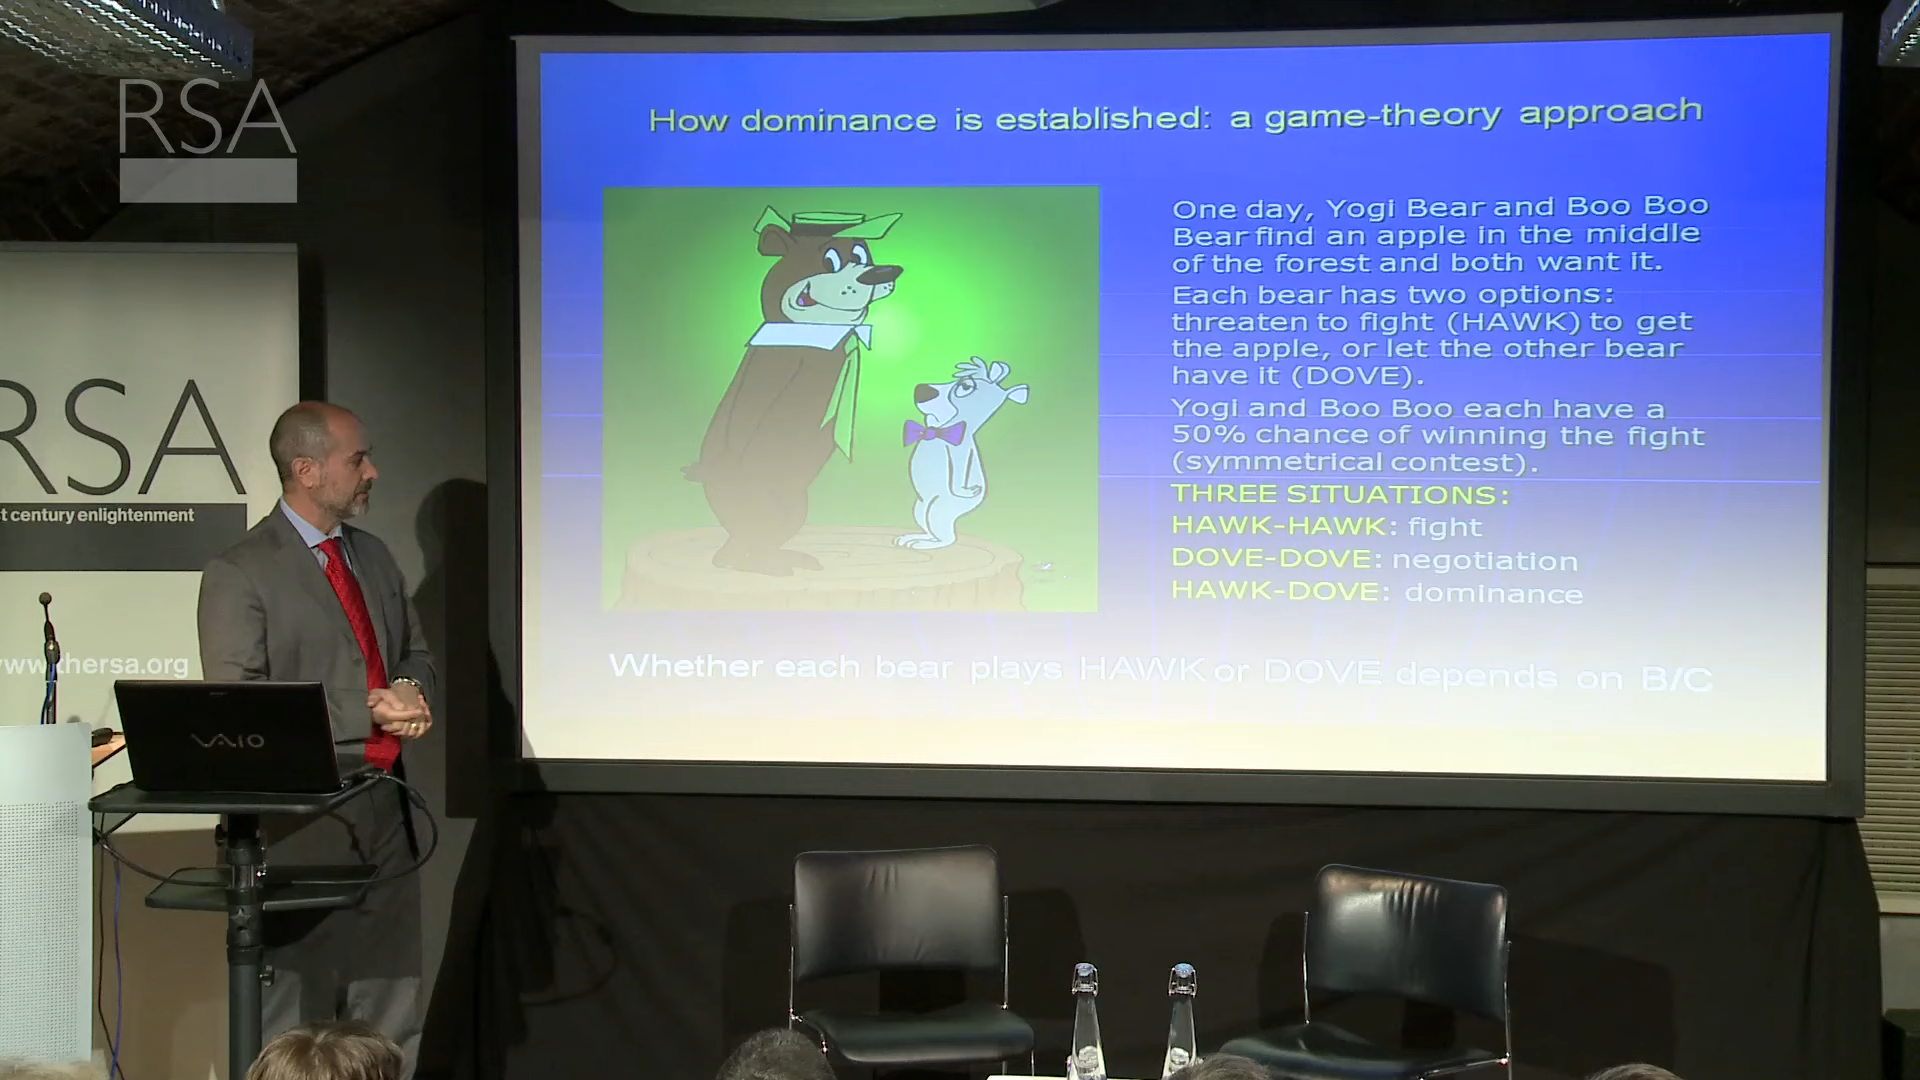 RSA
How dominance is established: a game-theory approach
One day, Yogi Bear and Boo Boo
Bear find an apple in the middle
of the forest and both want it.
Each bear has two options:
threaten to fight (HAWK) to get
the apple, or let the other bear
have it (DOVE).
Yogi and Boo Boo each have a
50% chance of winning the fight
(symmetrical contest).
THREE SITUATIONS:
HAWK-HAWK: fight
DOVE-DOVE: negotiation
HAWK-DOVE: dominance
Whether each bear plays HAWK or DOVE depends on B/C
RSA
st century enlightenment
www.thersa.org
VAIO